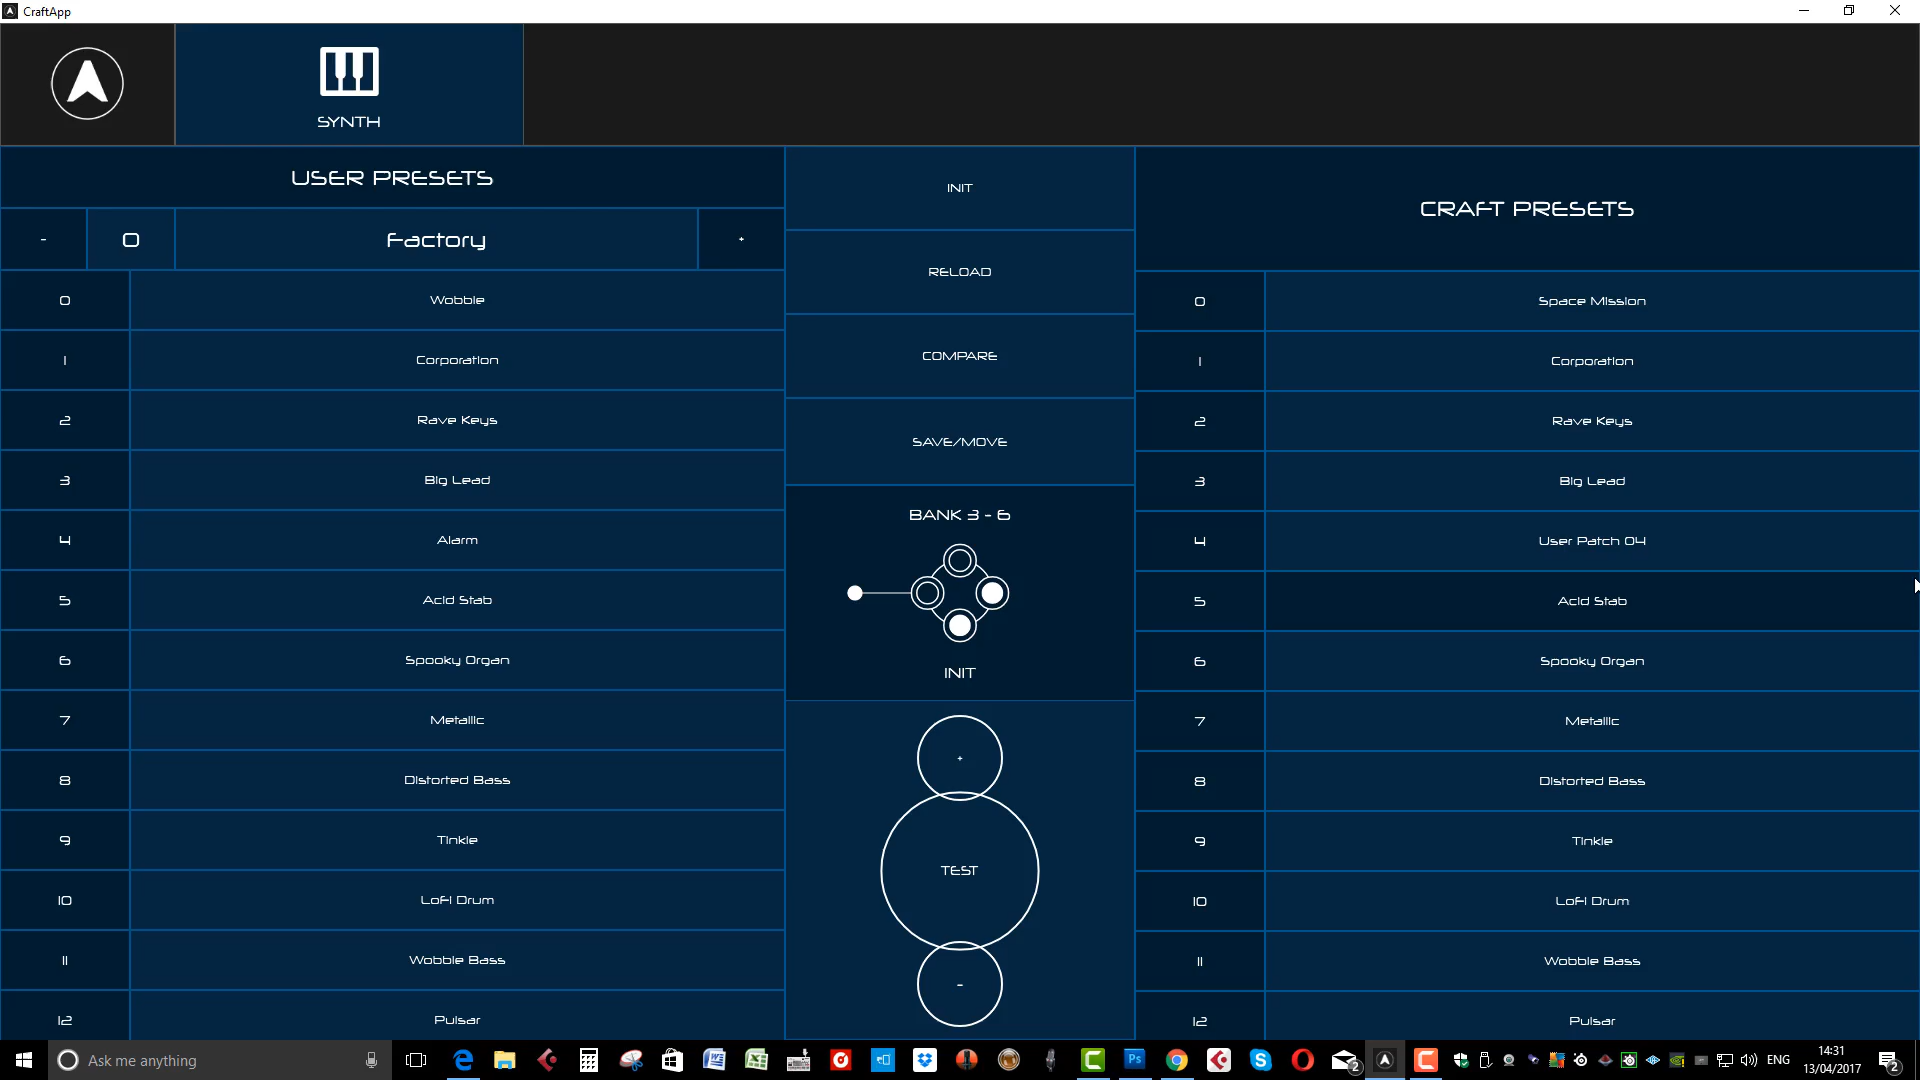 CraftApp
SYNTH
USER PRESETS
- 0 Factory +
0 Wobble
1 Corporation
2 Rave Keys
3 Big Lead
4 Alarm
5 Acid Stab
6 Spooky Organ
7 Metallic
8 Distorted Bass
9 Tinkle
10 LoFi Drum
11 Wobble Bass
12 Pulsar
INIT
RELOAD
COMPARE
SAVE/MOVE
BANK 3 - 6
INIT
+
TEST
-
CRAFT PRESETS
0 Space Mission
1 Corporation
2 Rave Keys
3 Big Lead
4 User Patch 04
5 Acid Stab
6 Spooky Organ
7 Metallic
8 Distorted Bass
9 Tinkle
10 LoFi Drum
11 Wobble Bass
12 Pulsar
Ask me anything
2
ENG
14:31
13/04/2017
2